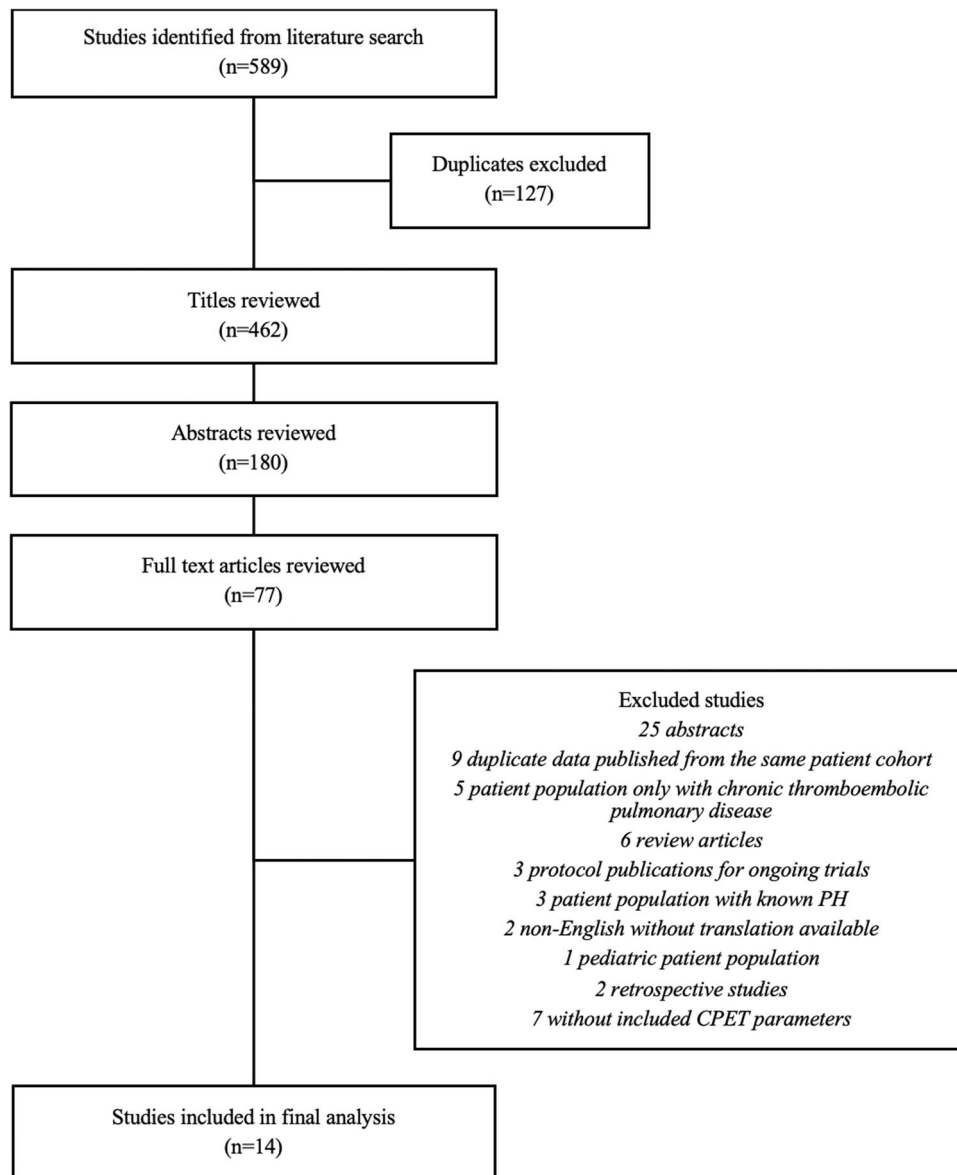 Studies identified from literature search
(n=589)
Duplicates excluded
(n=127)
Titles reviewed
(n=462)
Abstracts reviewed
(n=180)
Full text articles reviewed
(n=77)
Excluded studies
25 abstracts
9 duplicate data published from the same patient cohort
5 patient population only with chronic thromboembolic
pulmonary disease
6 review articles
3 protocol publications for ongoing trials
3 patient population with known PH
2 non-English without translation available
1 pediatric patient population
2 retrospective studies
7 without included CPET parameters
Studies included in final analysis
(n=14)